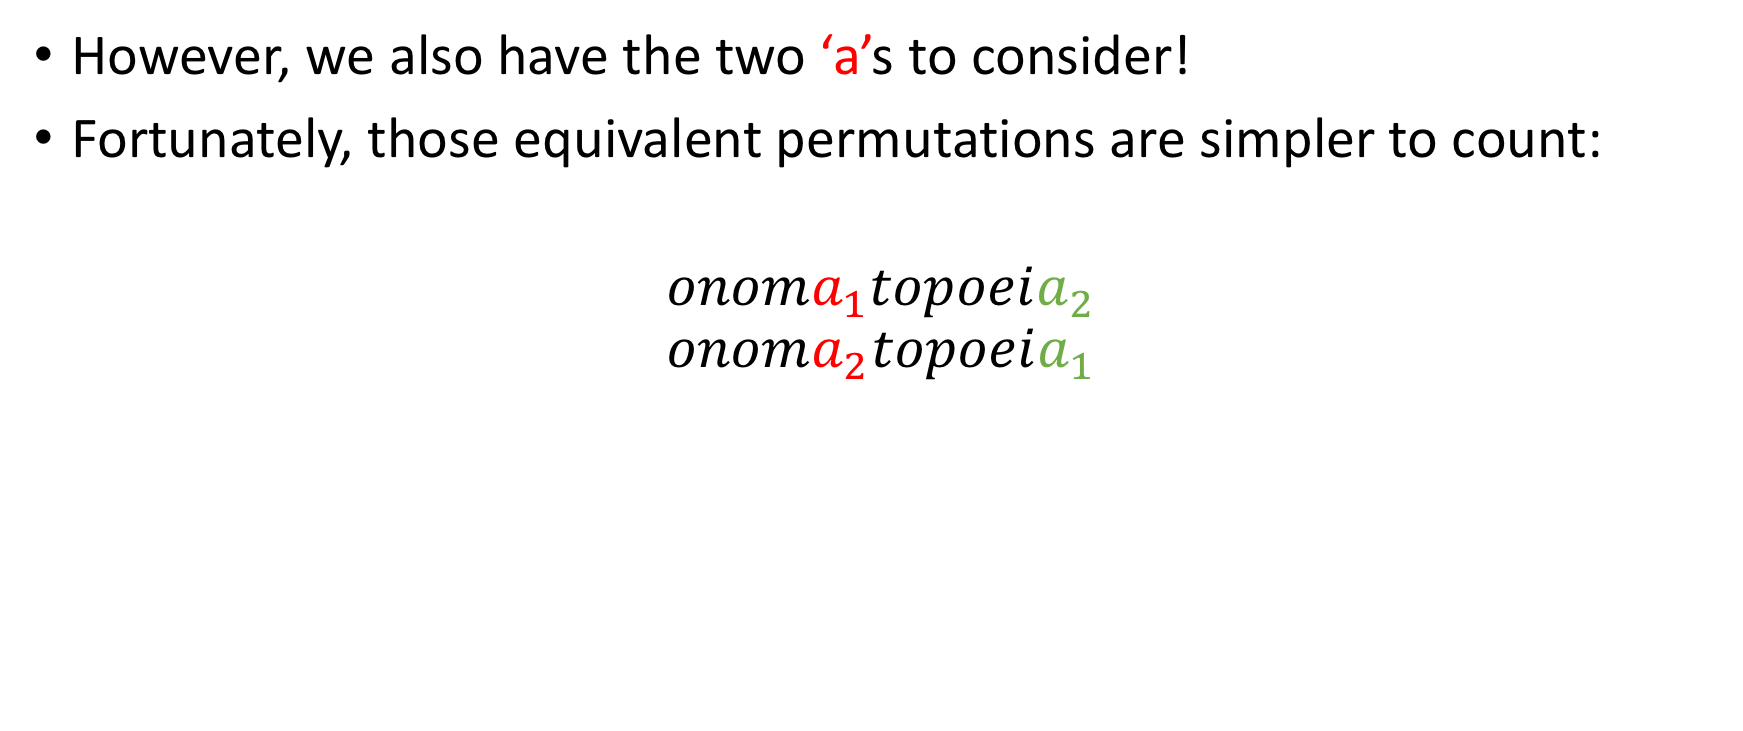 • However, we also have the two ‘a’s to consider!
• Fortunately, those equivalent permutations are simpler to count:
onoma₁topoeia₂
onoma₂topoeia₁